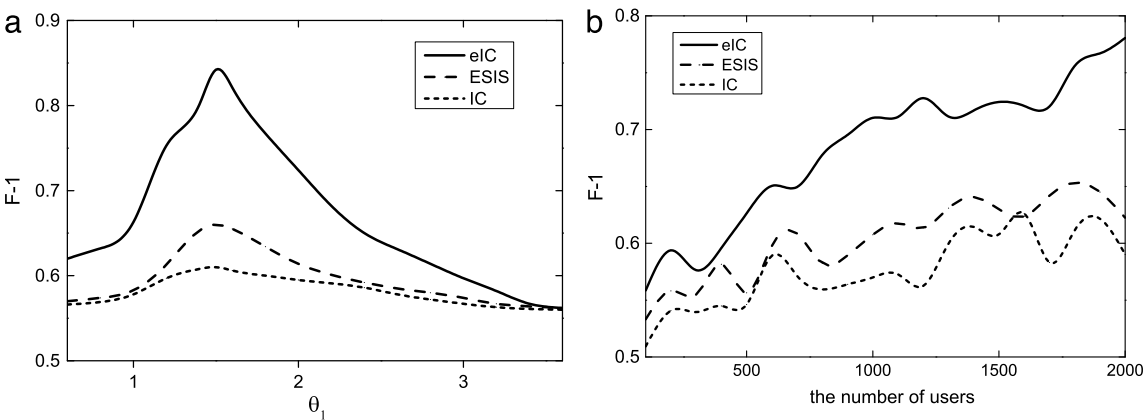 a
0.9
0.8
0.7
0.6
0.5
F-1
1
2
3
θ1
eIC
ESIS
IC
b
0.8
0.7
0.6
0.5
F-1
500
1000
1500
2000
the number of users
eIC
ESIS
IC